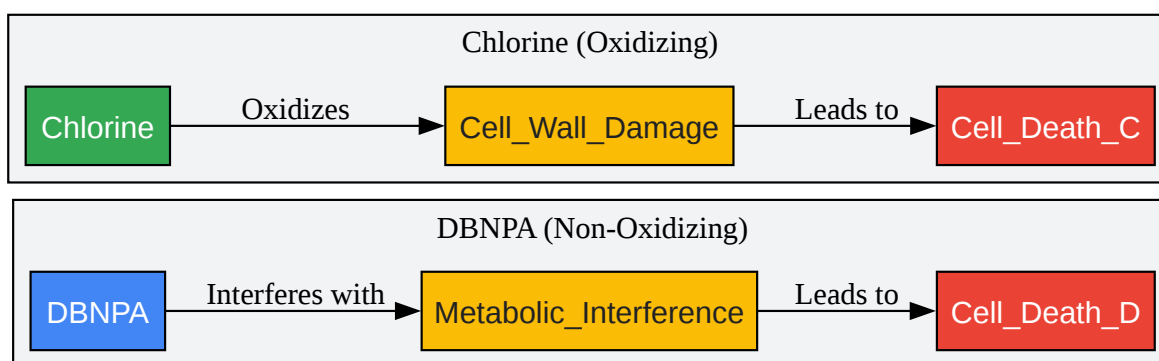 Chlorine (Oxidizing)
Chlorine
Oxidizes
Cell_Wall_Damage
Leads to
Cell_Death_C
DBNPA (Non-Oxidizing)
DBNPA
Interferes with
Metabolic_Interference
Leads to
Cell_Death_D